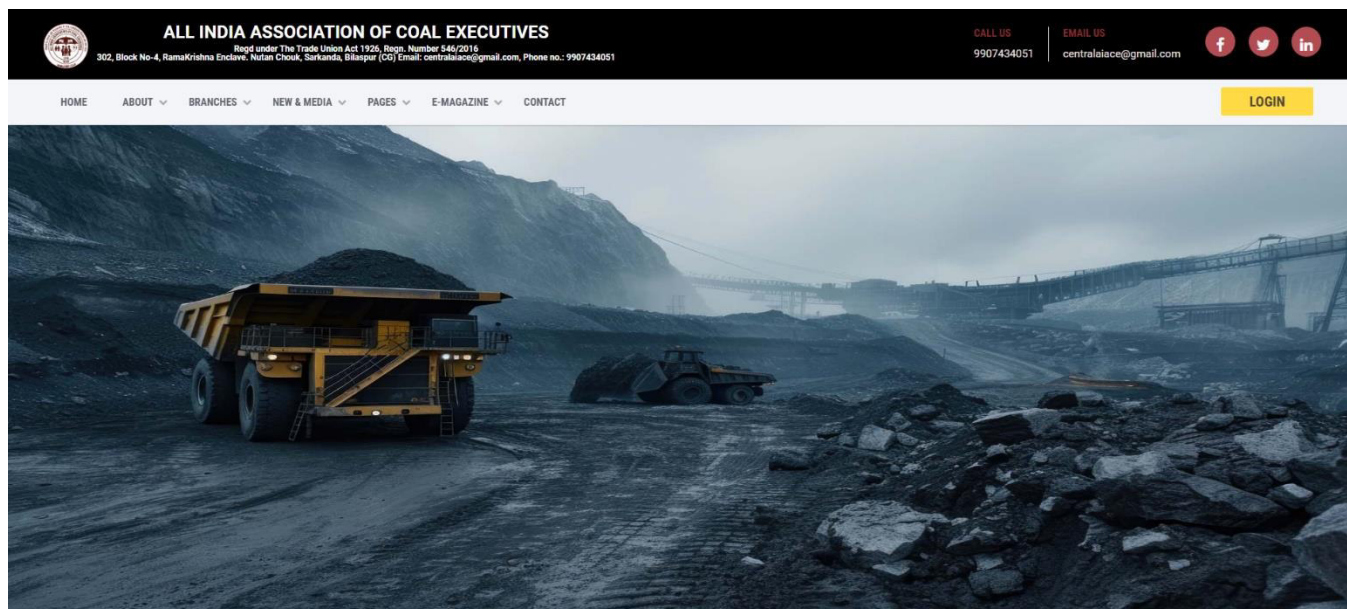 ALL INDIA ASSOCIATION OF COAL EXECUTIVES
Regd under The Trade Union Act 1926, Regn. Number 546/2016
302, Block No-4, RamaKrishna Enclave. Nutan Chouk, Sarkanda, Bilaspur (CG) Email: centralaiace@gmail.com, Phone no.: 9907434051
CALL US
9907434051
EMAIL US
centralaiace@gmail.com
HOME ABOUT BRANCHES NEW & MEDIA PAGES E-MAGAZINE CONTACT
LOGIN